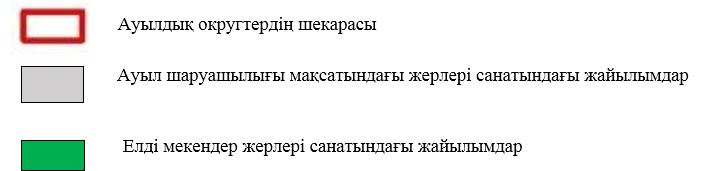 Ауылдық округтердің шекарасы
Ауыл шаруашылығы мақсатындағы жерлері санатындағы жайылымдар
Елді мекендер жерлері санатындағы жайылымдар